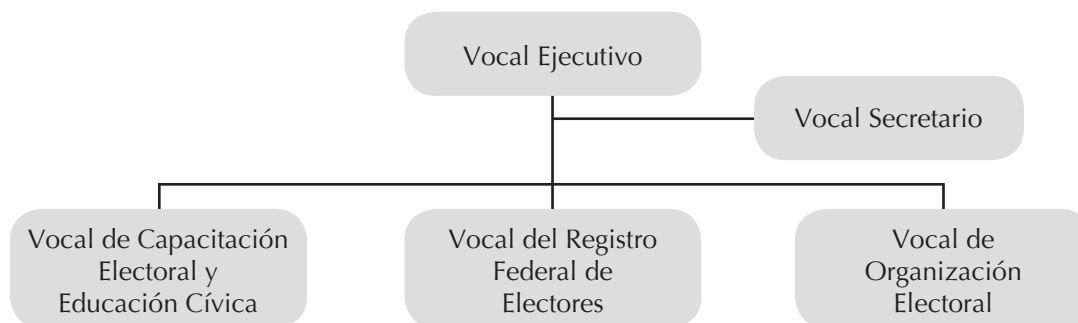 Vocal Ejecutivo
Vocal Secretario
Vocal de Capacitación
Electoral y
Educación Cívica
Vocal del Registro
Federal de
Electores
Vocal de
Organización
Electoral